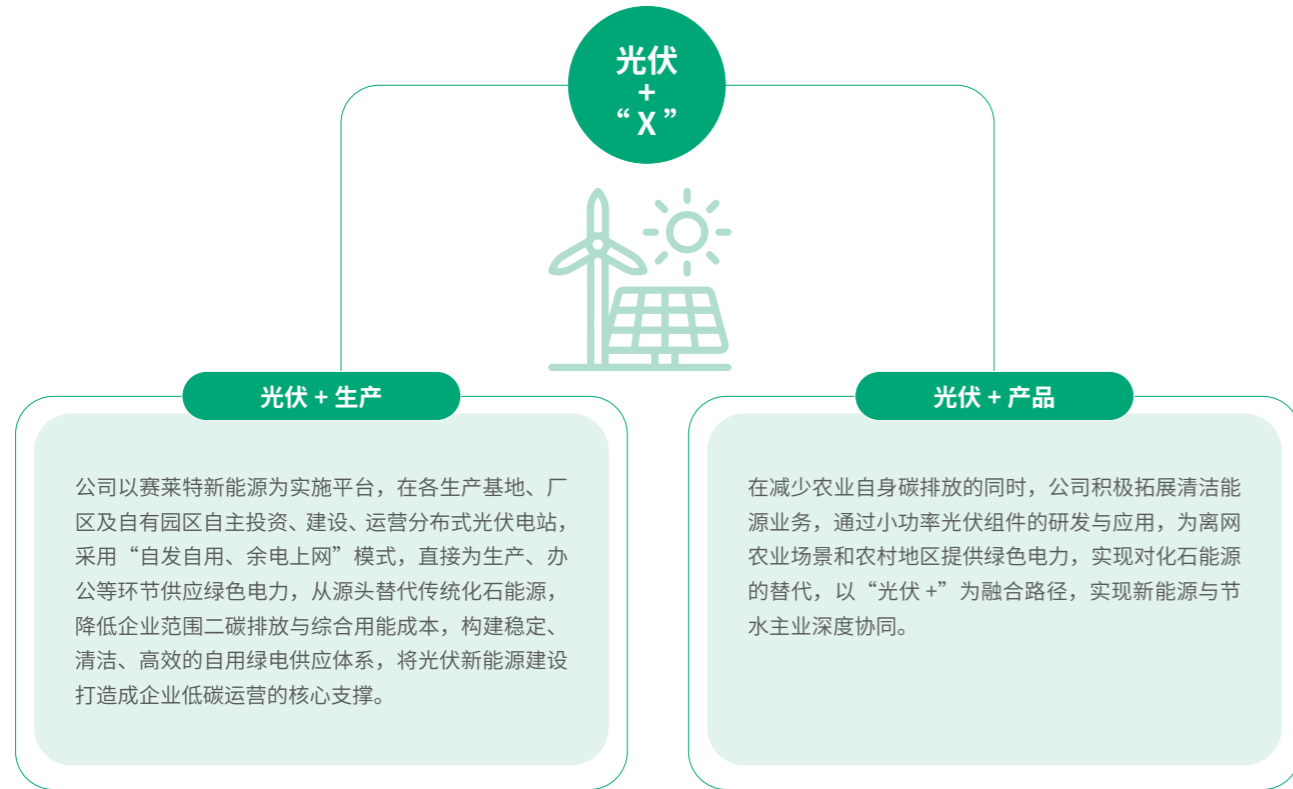 光伏
+
“X”
光伏 + 生产
公司以赛莱特新能源为实施平台，在各生产基地、厂
区及自有园区自主投资、建设、运营分布式光伏电站，
采用“自发自用、余电上网”模式，直接为生产、办
公等环节供应绿色电力，从源头替代传统化石能源，
降低企业范围二碳排放与综合用能成本，构建稳定、
清洁、高效的自用绿电供应体系，将光伏新能源建设
打造成企业低碳运营的核心支撑。
光伏 + 产品
在减少农业自身碳排放的同时，公司积极拓展清洁能
源业务，通过小功率光伏组件的研发与应用，为离网
农业场景和农村地区提供绿色电力，实现对化石能源
的替代，以“光伏 +”为融合路径，实现新能源与节
水主业深度协同。